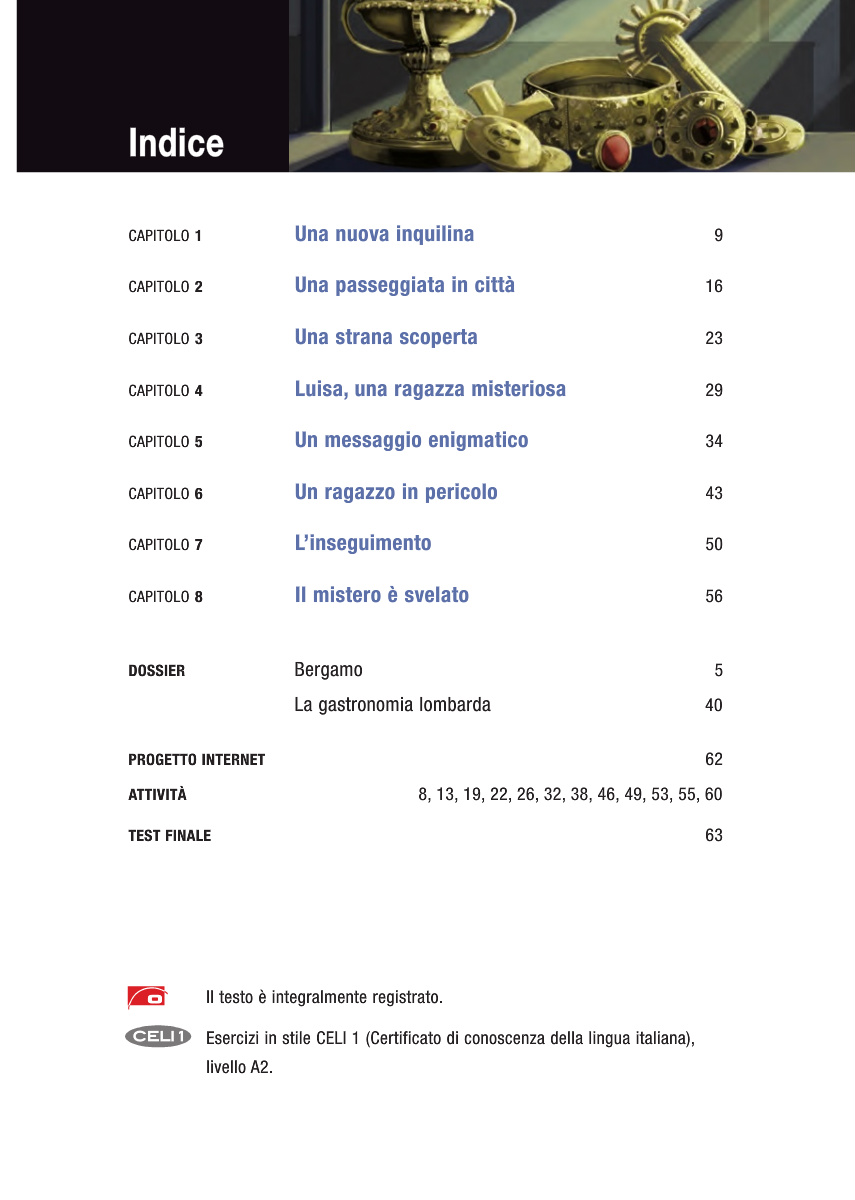 Indice
CAPITOLO 1 Una nuova inquilina 9
CAPITOLO 2 Una passeggiata in città 16
CAPITOLO 3 Una strana scoperta 23
CAPITOLO 4 Luisa, una ragazza misteriosa 29
CAPITOLO 5 Un messaggio enigmatico 34
CAPITOLO 6 Un ragazzo in pericolo 43
CAPITOLO 7 L'inseguimento 50
CAPITOLO 8 Il mistero è svelato 56
DOSSIER Bergamo 5
La gastronomia lombarda 40
PROGETTO INTERNET 62
ATTIVITÀ 8, 13, 19, 22, 26, 32, 38, 46, 49, 53, 55, 60
TEST FINALE 63
Il testo è integralmente registrato.
CELI 1 Esercizi in stile CELI 1 (Certificato di conoscenza della lingua italiana),
livello A2.